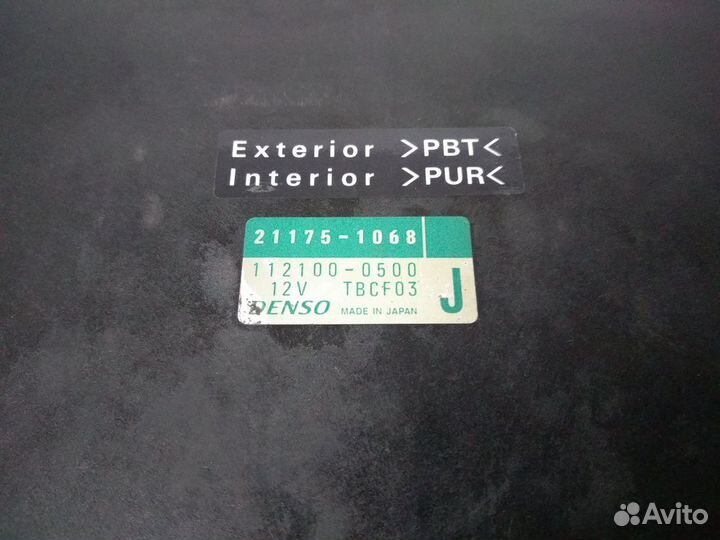 Exterior >PBT<
Interior >PUR<
21175-1068
112100-0500
12V TBCF03
DENSO MADE IN JAPAN
J
Avito